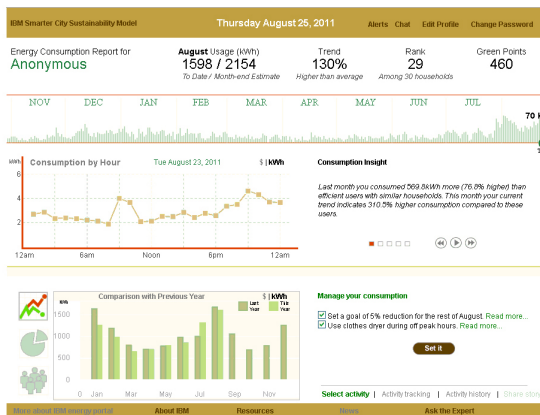 IBM Smarter City Sustainability Model
Thursday August 25, 2011
Alerts Chat Edit Profile Change Password
Energy Consumption Report for
Anonymous
August Usage (kWh)
1598 / 2154
To Date / Month-end Estimate
Trend
130%
Higher than average
Rank
29
Among 30 households
Green Points
460
NOV DEC JAN FEB MAR APR MAY JUN JUL
70 k
kWh
Consumption by Hour
Tue August 23, 2011
$ | kWh
6
4
2
12am 6am Noon 6pm 12am
Consumption Insight
Last month you consumed 569.8kWh more (76.8% higher) than
efficient users with similar households. This month your current
trend indicates 310.5% higher consumption compared to these
users.
Comparison with Previous Year
$ | kWh
kWh
Last Year
This Year
1500
1000
500
0 Jan Mar May Jul Sep Nov
Manage your consumption
Set a goal of 5% reduction for the rest of August. Read more...
Use clothes dryer during off peak hours. Read more...
Set it
Select activity | Activity tracking | Activity history | Share story
More about IBM energy portal About IBM Resources News Ask the Expert